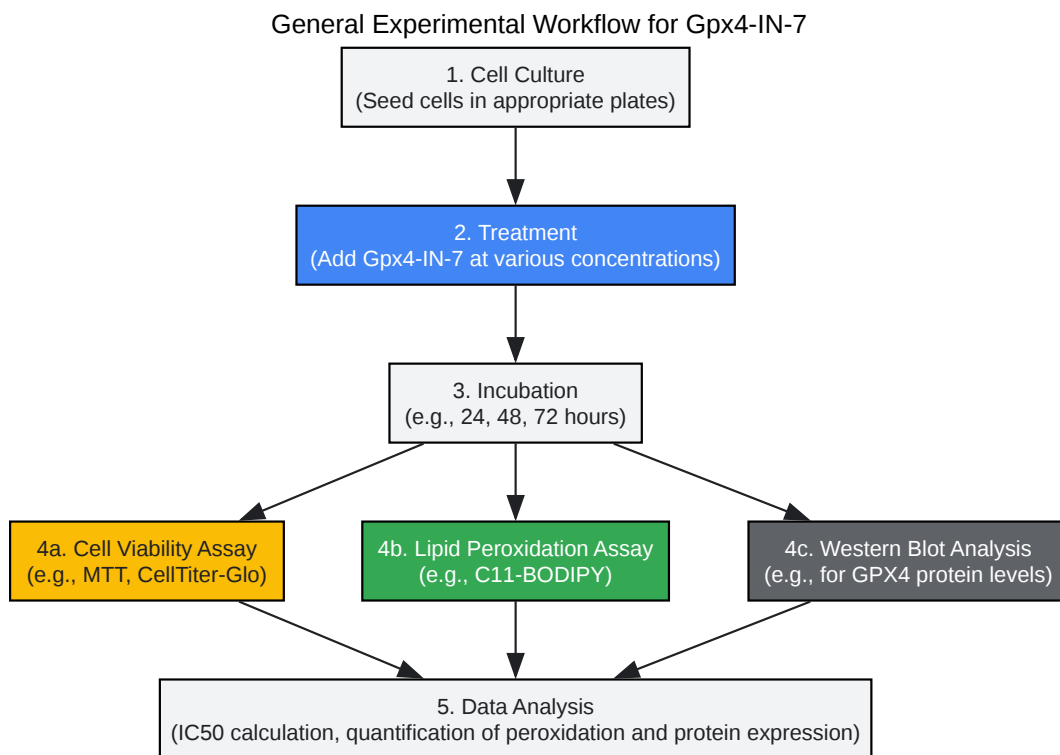 General Experimental Workflow for Gpx4-IN-7
1. Cell Culture
(Seed cells in appropriate plates)
2. Treatment
(Add Gpx4-IN-7 at various concentrations)
3. Incubation
(e.g., 24, 48, 72 hours)
4a. Cell Viability Assay
(e.g., MTT, CellTiter-Glo)
4b. Lipid Peroxidation Assay
(e.g., C11-BODIPY)
4c. Western Blot Analysis
(e.g., for GPX4 protein levels)
5. Data Analysis
(IC50 calculation, quantification of peroxidation and protein expression)